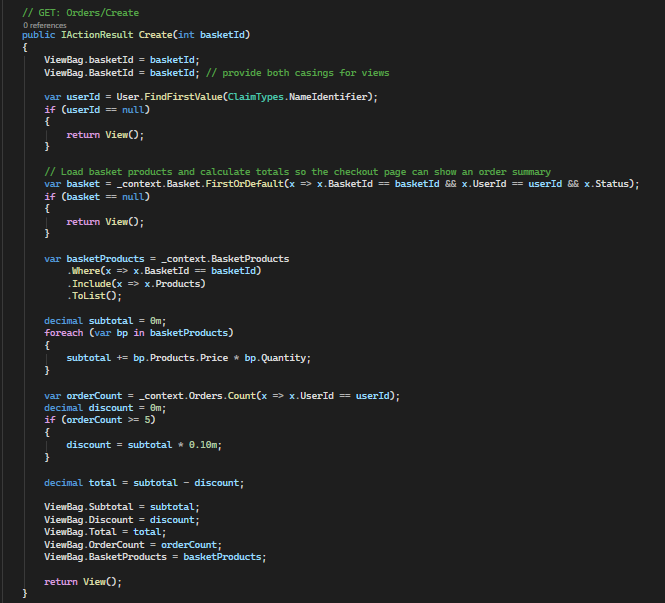 // GET: Orders/Create
0 references
public IActionResult Create(int basketId)
{
ViewBag.basketId = basketId;
ViewBag.BasketId = basketId; // provide both casings for views
var userId = User.FindFirstValue(ClaimTypes.NameIdentifier);
if (userId == null)
{
return View();
}
// Load basket products and calculate totals so the checkout page can show an order summary
var basket = _context.Basket.FirstOrDefault(x => x.BasketId == basketId && x.UserId == userId && x.Status);
if (basket == null)
{
return View();
}
var basketProducts = _context.BasketProducts
.Where(x => x.BasketId == basketId)
.Include(x => x.Products)
.ToList();
decimal subtotal = 0m;
foreach (var bp in basketProducts)
{
subtotal += bp.Products.Price * bp.Quantity;
}
var orderCount = _context.Orders.Count(x => x.UserId == userId);
decimal discount = 0m;
if (orderCount >= 5)
{
discount = subtotal * 0.10m;
}
decimal total = subtotal - discount;
ViewBag.Subtotal = subtotal;
ViewBag.Discount = discount;
ViewBag.Total = total;
ViewBag.OrderCount = orderCount;
ViewBag.BasketProducts = basketProducts;
return View();
}